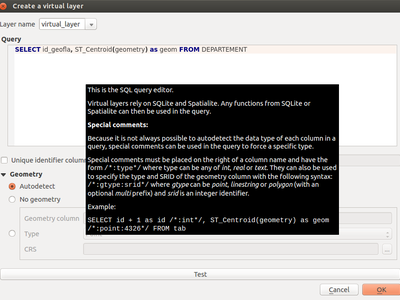 Create a virtual layer
Layer name virtual_layer
Query
SELECT id_geofla, ST_Centroid(geometry) as geom FROM DEPARTEMENT
This is the SQL query editor.
Virtual layers rely on SQLite and Spatialite. Any functions from SQLite or
Spatialite can then be used in the query.
Special comments:
Because it is not always possible to autodetect the data type of each column in a
query, special comments can be used in the query to force a specific type.
Special comments must be placed on the right of a column name and have the
form /*:type*/ where type can be any of int, real or text. They can also be used
to specify the type and SRID of the geometry column with the following syntax:
/*:gtype:srid*/ where gtype can be point, linestring or polygon (with an
optional multi prefix) and srid is an integer identifier.
Example:
SELECT id + 1 as id /*:int*/, ST_Centroid(geometry) as geom
/*:point:4326*/ FROM tab
Unique identifier column
Geometry
Autodetect
No geometry
Geometry column
Type
CRS
...
Test
Cancel
OK